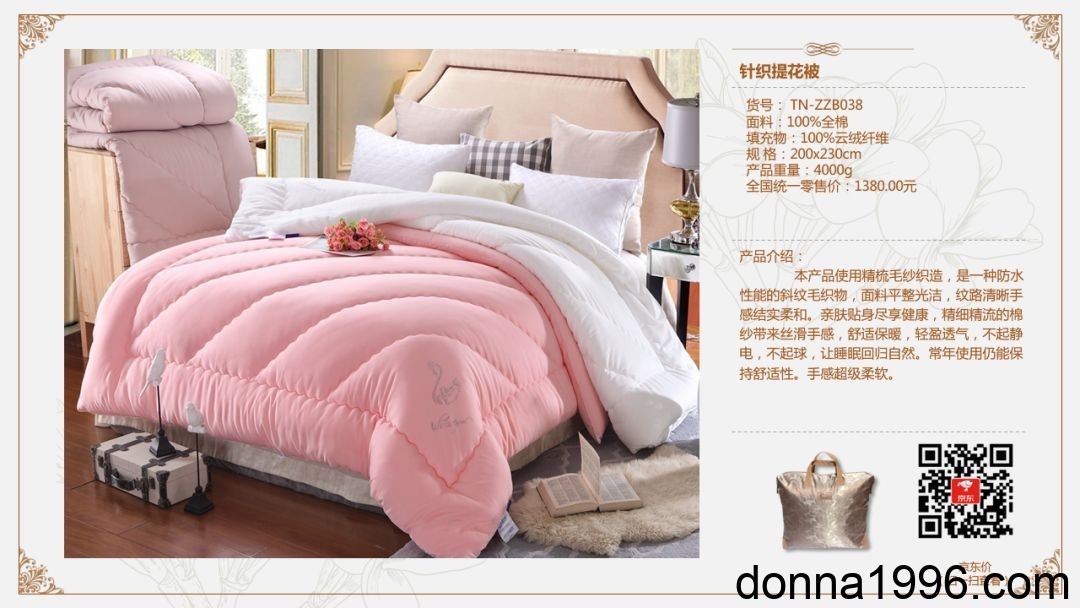 针织提花被
货号： TN-ZZB038
面料：100%全棉
填充物：100%云绒纤维
规 格：200x230cm
产品重量：4000g
全国统一零售价：1380.00元
产品介绍：
本产品使用精梳毛纱织造，是一种防水
性能的斜纹毛织物，面料平整光洁，纹路清晰手
感结实柔和。亲肤贴身尽享健康，精细精流的棉
纱带来丝滑手感，舒适保暖，轻盈透气，不起静
电，不起球，让睡眠回归自然。常年使用仍能保
持舒适性。手感超级柔软。
京东
京东价
扫查看
donna1996.com